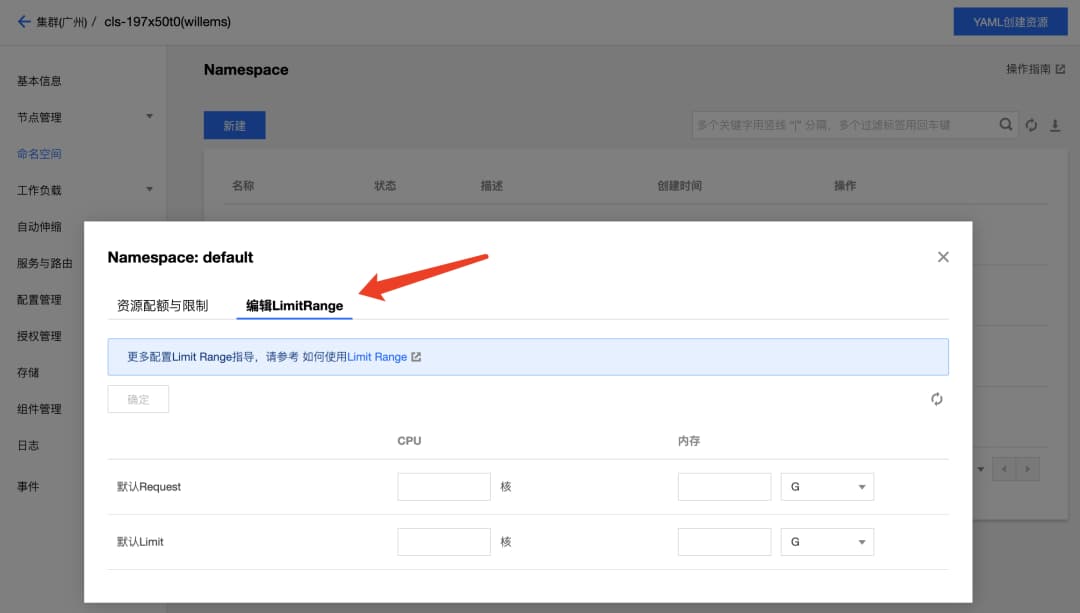 集群(广州) / cls-197x50t0(willems)
YAML创建资源
基本信息
节点管理
命名空间
工作负载
自动伸缩
服务与路由
配置管理
授权管理
存储
组件管理
日志
事件
Namespace
操作指南
新建
多个关键字用竖线 "|" 分隔，多个过滤标签用回车键
名称 状态 描述 创建时间 操作
Namespace: default
资源配额与限制 编辑LimitRange
更多配置Limit Range指导，请参考 如何使用Limit Range
确定
CPU 内存
默认Request 核 G
默认Limit 核 G